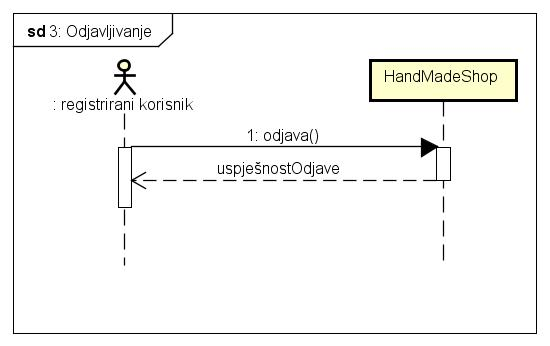 sd 3: Odjavljivanje
: registrirani korisnik
HandMadeShop
1: odjava()
uspješnostOdjave